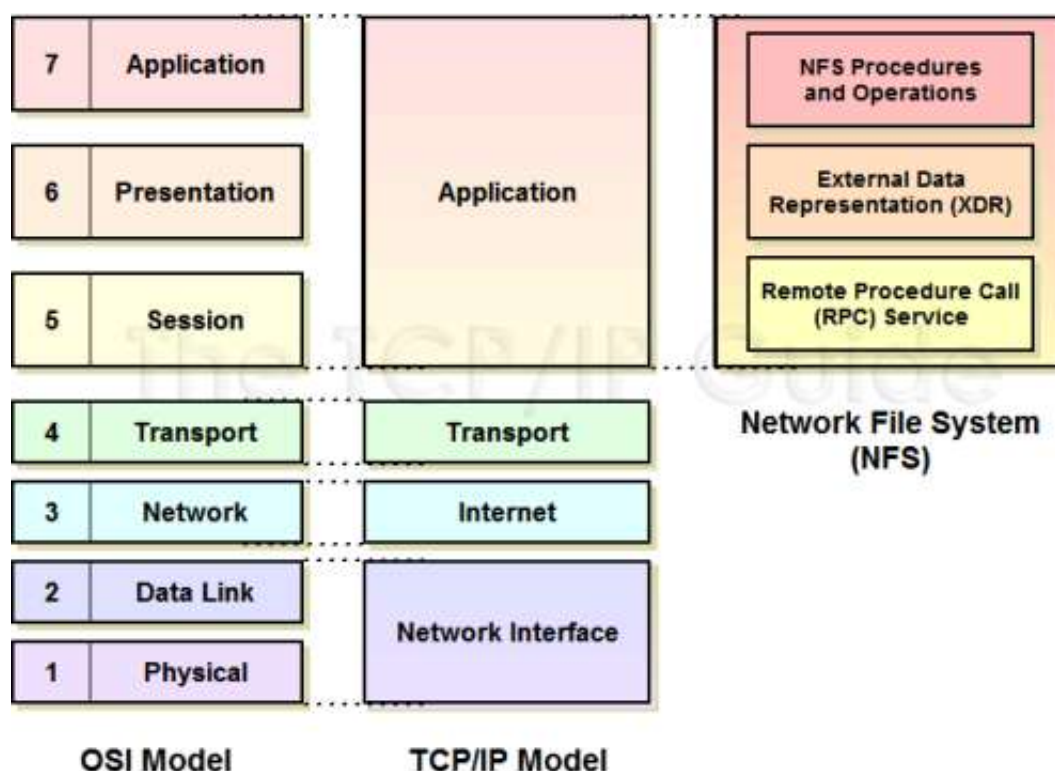 7 Application
6 Presentation
5 Session
4 Transport
3 Network
2 Data Link
1 Physical
OSI Model
Application
Transport
Internet
Network Interface
TCP/IP Model
NFS Procedures
and Operations
External Data
Representation (XDR)
Remote Procedure Call
(RPC) Service
Network File System
(NFS)
The TCP/IP Guide